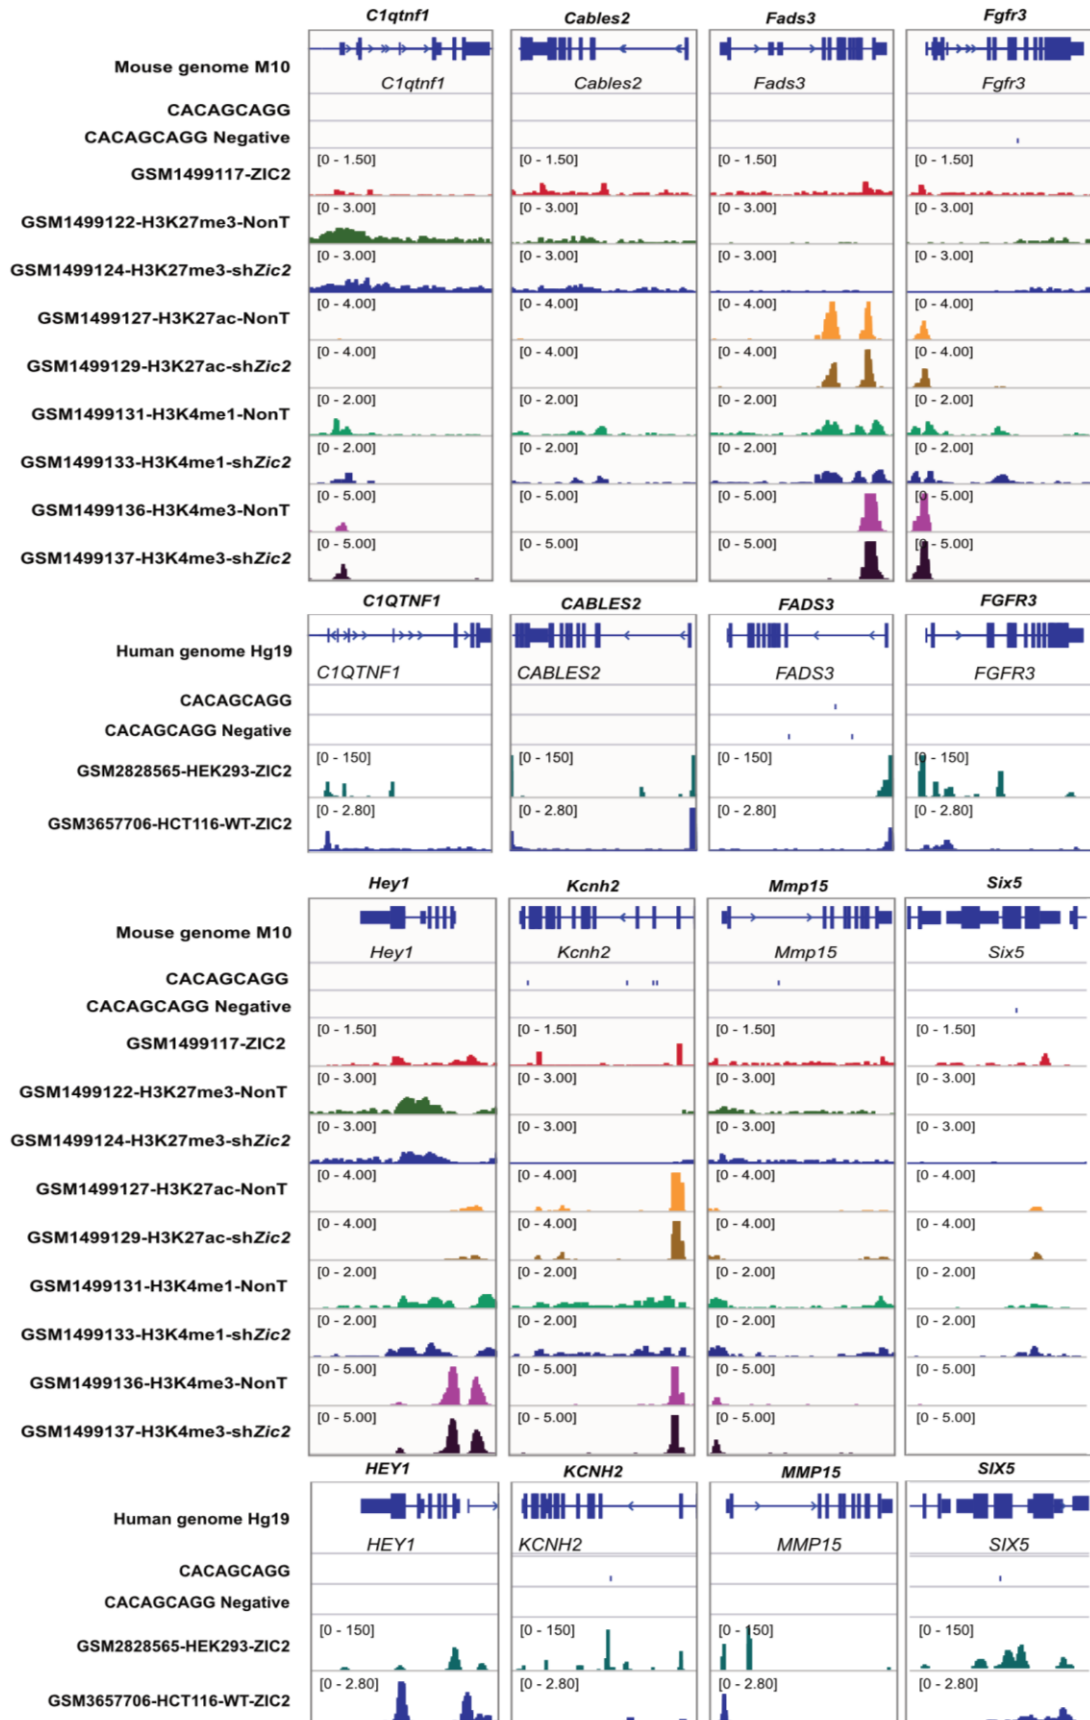 C1qtnf1 Cables2 Fads3 Fgfr3
Mouse genome M10
C1qtnf1 Cables2 Fads3 Fgfr3
CACAGCAGG
CACAGCAGG Negative
GSM1499117-ZIC2 [0 - 1.50] [0 - 1.50] [0 - 1.50] [0 - 1.50]
GSM1499122-H3K27me3-NonT [0 - 3.00] [0 - 3.00] [0 - 3.00] [0 - 3.00]
GSM1499124-H3K27me3-shZic2 [0 - 3.00] [0 - 3.00] [0 - 3.00] [0 - 3.00]
GSM1499127-H3K27ac-NonT [0 - 4.00] [0 - 4.00] [0 - 4.00] [0 - 4.00]
GSM1499129-H3K27ac-shZic2 [0 - 4.00] [0 - 4.00] [0 - 4.00] [0 - 4.00]
GSM1499131-H3K4me1-NonT [0 - 2.00] [0 - 2.00] [0 - 2.00] [0 - 2.00]
GSM1499133-H3K4me1-shZic2 [0 - 2.00] [0 - 2.00] [0 - 2.00] [0 - 2.00]
GSM1499136-H3K4me3-NonT [0 - 5.00] [0 - 5.00] [0 - 5.00] [0 - 5.00]
GSM1499137-H3K4me3-shZic2 [0 - 5.00] [0 - 5.00] [0 - 5.00] [0 - 5.00]
C1QTNF1 CABLES2 FADS3 FGFR3
Human genome Hg19
C1QTNF1 CABLES2 FADS3 FGFR3
CACAGCAGG
CACAGCAGG Negative
GSM2828565-HEK293-ZIC2 [0 - 150] [0 - 150] [0 - 150] [0 - 150]
GSM3657706-HCT116-WT-ZIC2 [0 - 2.80] [0 - 2.80] [0 - 2.80] [0 - 2.80]
Hey1 Kcnh2 Mmp15 Six5
Mouse genome M10
Hey1 Kcnh2 Mmp15 Six5
CACAGCAGG
CACAGCAGG Negative
GSM1499117-ZIC2 [0 - 1.50] [0 - 1.50] [0 - 1.50] [0 - 1.50]
GSM1499122-H3K27me3-NonT [0 - 3.00] [0 - 3.00] [0 - 3.00] [0 - 3.00]
GSM1499124-H3K27me3-shZic2 [0 - 3.00] [0 - 3.00] [0 - 3.00] [0 - 3.00]
GSM1499127-H3K27ac-NonT [0 - 4.00] [0 - 4.00] [0 - 4.00] [0 - 4.00]
GSM1499129-H3K27ac-shZic2 [0 - 4.00] [0 - 4.00] [0 - 4.00] [0 - 4.00]
GSM1499131-H3K4me1-NonT [0 - 2.00] [0 - 2.00] [0 - 2.00] [0 - 2.00]
GSM1499133-H3K4me1-shZic2 [0 - 2.00] [0 - 2.00] [0 - 2.00] [0 - 2.00]
GSM1499136-H3K4me3-NonT [0 - 5.00] [0 - 5.00] [0 - 5.00] [0 - 5.00]
GSM1499137-H3K4me3-shZic2 [0 - 5.00] [0 - 5.00] [0 - 5.00] [0 - 5.00]
HEY1 KCNH2 MMP15 SIX5
Human genome Hg19
HEY1 KCNH2 MMP15 SIX5
CACAGCAGG
CACAGCAGG Negative
GSM2828565-HEK293-ZIC2 [0 - 150] [0 - 150] [0 - 150] [0 - 150]
GSM3657706-HCT116-WT-ZIC2 [0 - 2.80] [0 - 2.80] [0 - 2.80] [0 - 2.80]